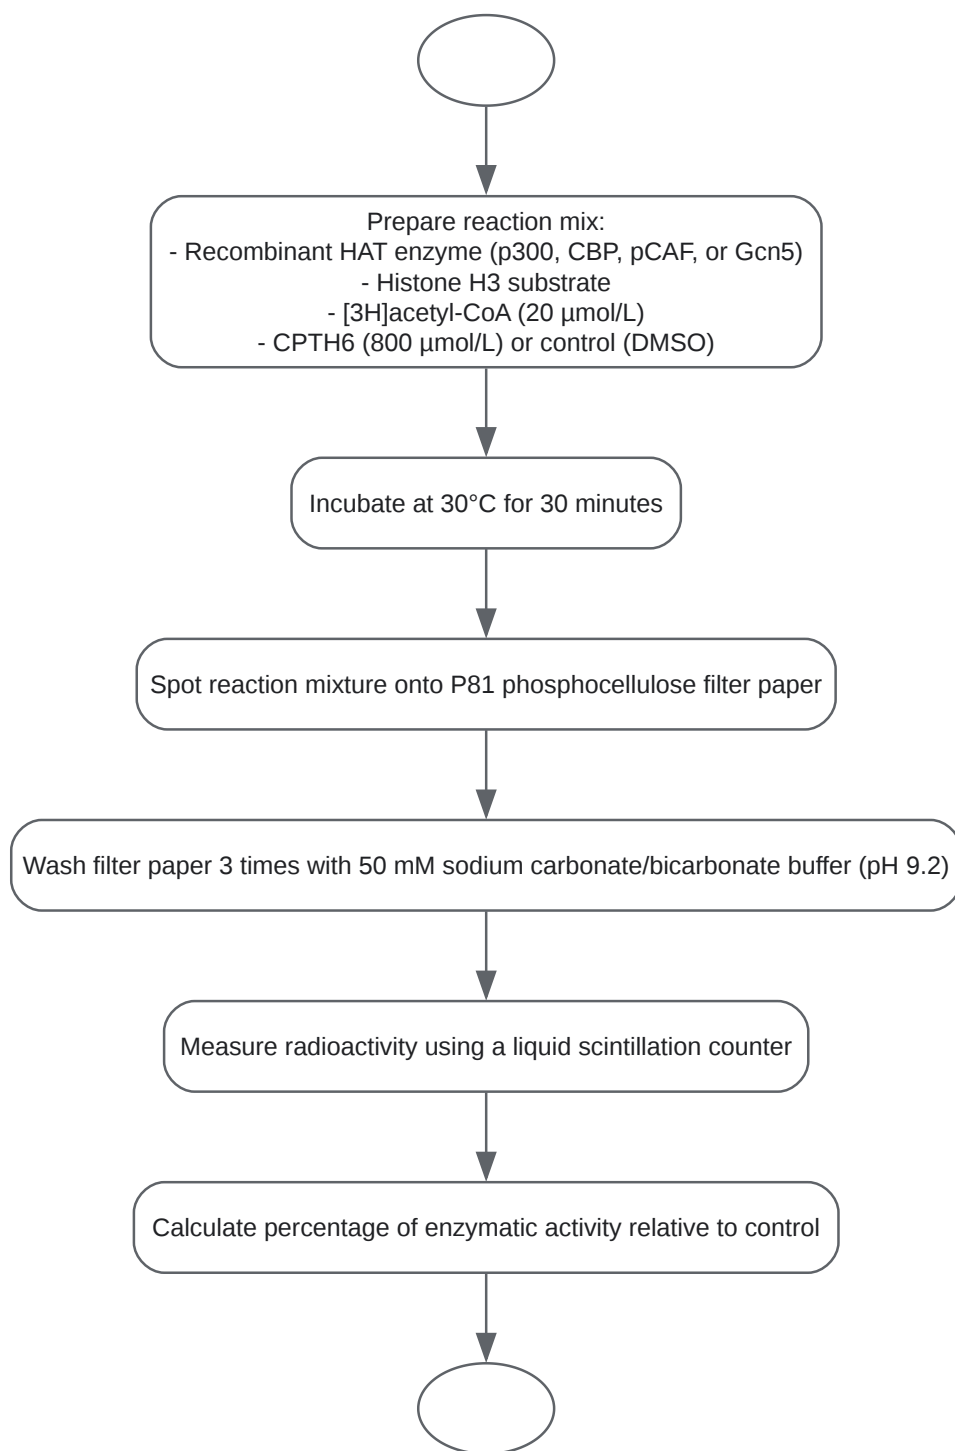 Prepare reaction mix:
- Recombinant HAT enzyme (p300, CBP, pCAF, or Gcn5)
- Histone H3 substrate
- [3H]acetyl-CoA (20 µmol/L)
- CPTH6 (800 µmol/L) or control (DMSO)
Incubate at 30°C for 30 minutes
Spot reaction mixture onto P81 phosphocellulose filter paper
Wash filter paper 3 times with 50 mM sodium carbonate/bicarbonate buffer (pH 9.2)
Measure radioactivity using a liquid scintillation counter
Calculate percentage of enzymatic activity relative to control